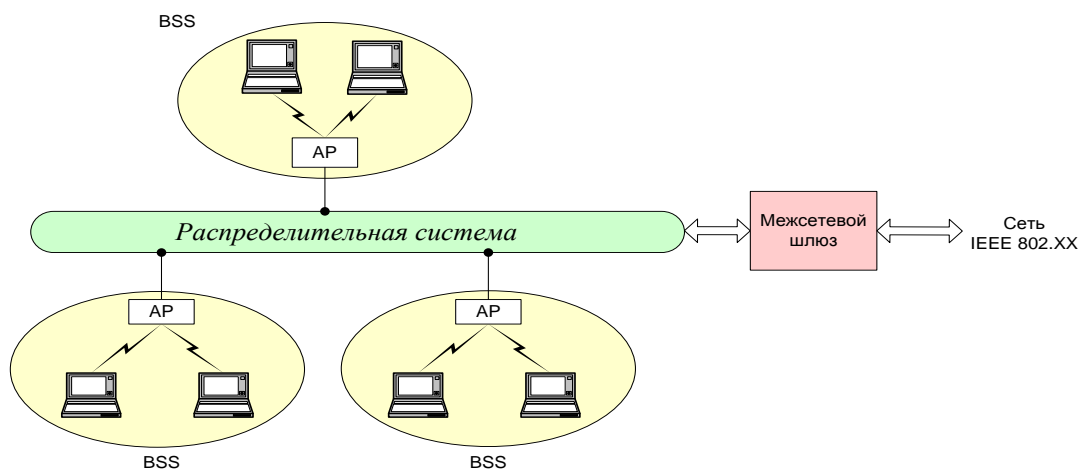 BSS
AP
Распределительная система
Межсетевой
шлюз
Сеть
IEEE 802.XX
AP
AP
BSS
BSS